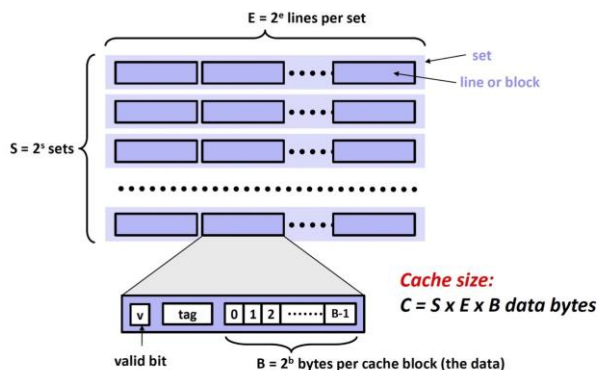 E = 2ᵉ lines per set
set
line or block
S = 2ˢ sets
Cache size:
C = S x E x B data bytes
v
tag
0 1 2 ······· B-1
valid bit
B = 2ᵇ bytes per cache block (the data)